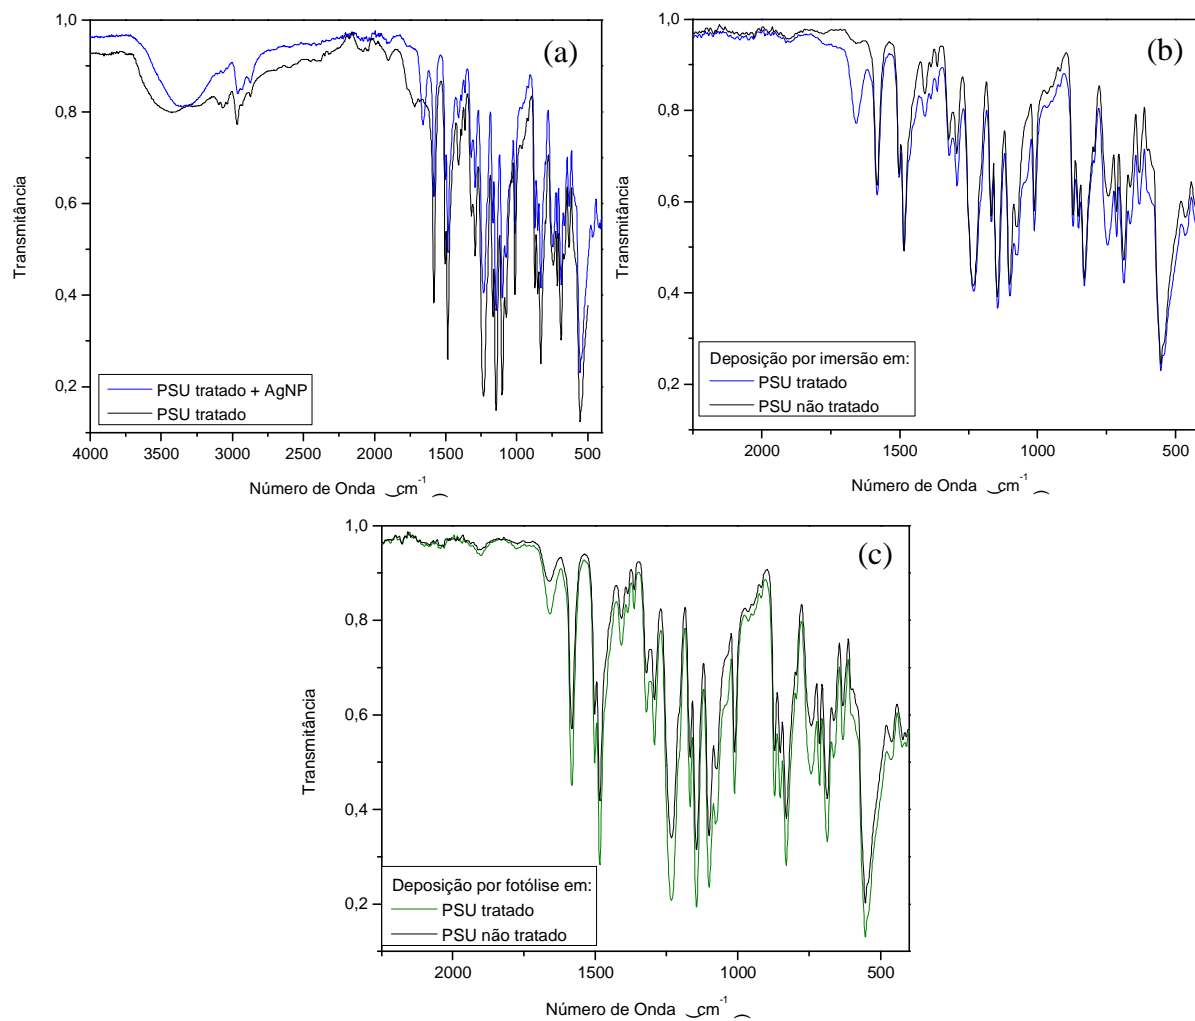 (a)
1,0
0,8
0,6
0,4
0,2
Transmitância
PSU tratado + AgNP
PSU tratado
4000 3500 3000 2500 2000 1500 1000 500
Número de Onda (cm⁻¹)
(b)
1,0
0,8
0,6
0,4
0,2
Transmitância
Deposição por imersão em:
PSU tratado
PSU não tratado
2000 1500 1000 500
Número de Onda (cm⁻¹)
(c)
1,0
0,8
0,6
0,4
0,2
Transmitância
Deposição por fotólise em:
PSU tratado
PSU não tratado
2000 1500 1000 500
Número de Onda (cm⁻¹)